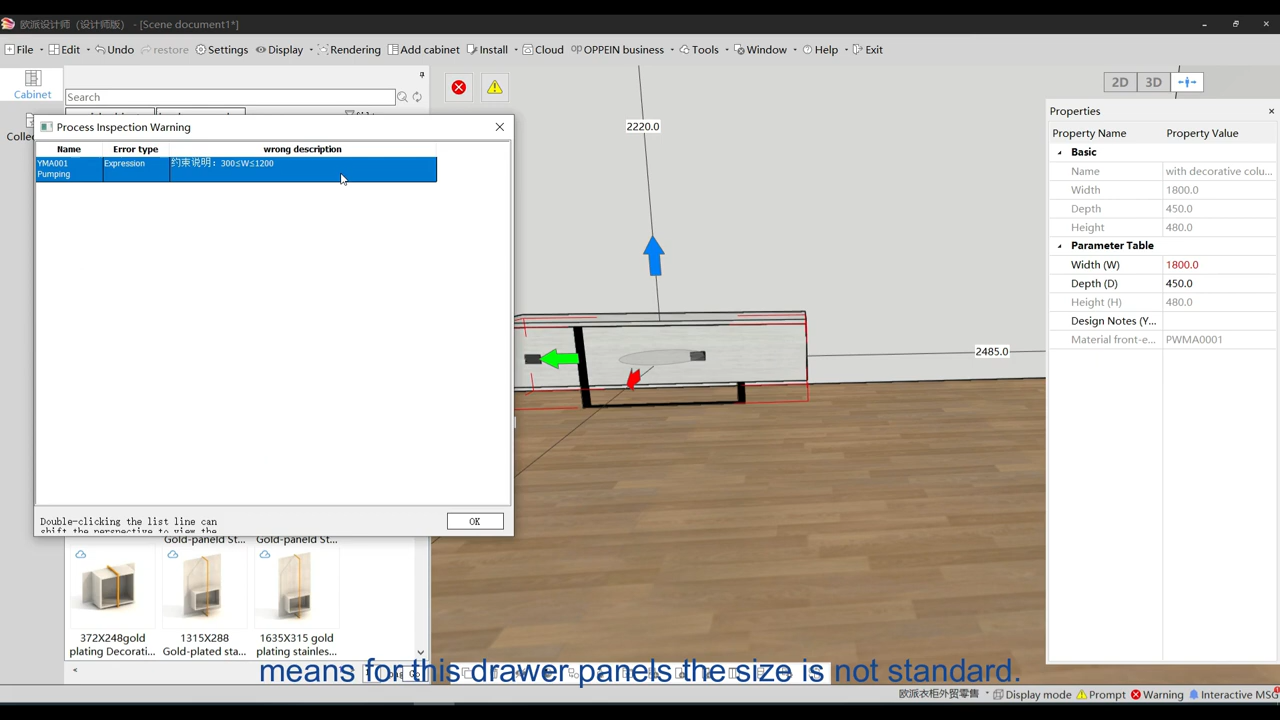 欧派设计师（设计师版） - [Scene document1*]
File Edit Undo restore Settings Display Rendering Add cabinet Install Cloud OPPEIN business Tools Window Help Exit
Cabinet
Search
2D 3D
Process Inspection Warning
Name Error type wrong description
YMA001 Expression 约束说明：300≤W≤1200
Pumping
Double-clicking the list line can
shift the perspective to view the
OK
2220.0
2485.0
Properties
Property Name Property Value
Basic
Name with decorative colu...
Width 1800.0
Depth 450.0
Height 480.0
Parameter Table
Width (W) 1800.0
Depth (D) 450.0
Height (H) 480.0
Design Notes (Y...
Material front-e... PWMA0001
Gold-paneld St... Gold-paneld St...
372X248gold 1315X288 1635X315 gold
plating Decorati... Gold-plated sta... plating stainles...
means for this drawer panels the size is not standard.
欧派衣柜外贸零售 Display mode Prompt Warning Interactive MSG